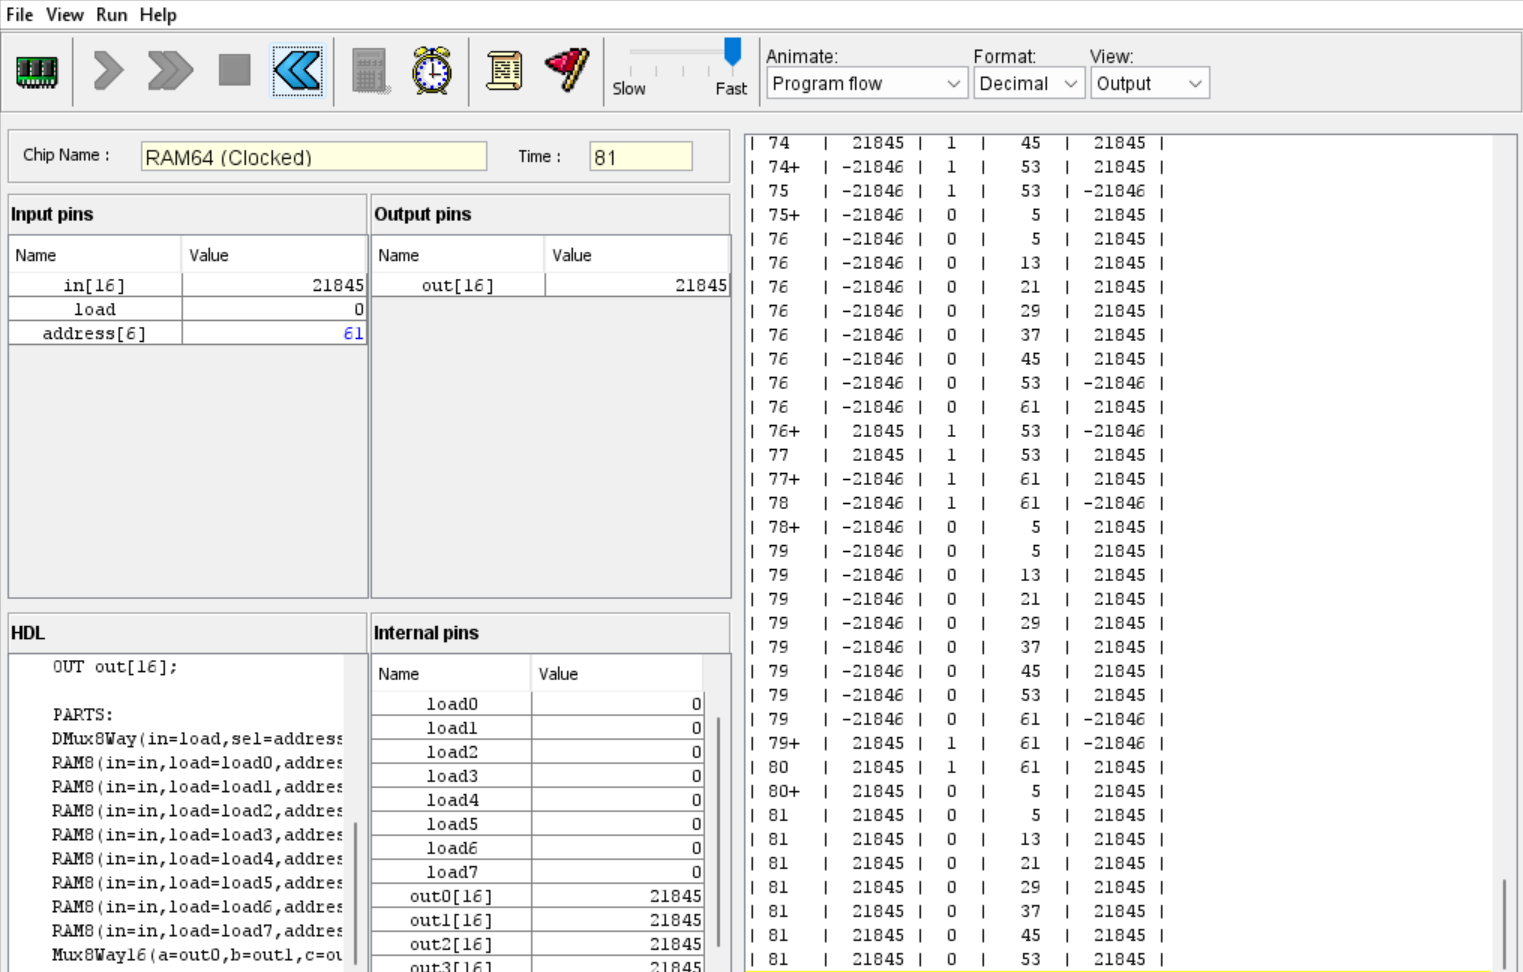 File View Run Help
Slow Fast
Animate: Format: View:
Program flow Decimal Output
Chip Name : RAM64 (Clocked) Time : 81
Input pins
Name Value
in[16] 21845
load 0
address[6] 61
Output pins
Name Value
out[16] 21845
HDL
OUT out[16];
PARTS:
DMux8Way(in=load,sel=address
RAM8(in=in,load=load0,addres
RAM8(in=in,load=load1,addres
RAM8(in=in,load=load2,addres
RAM8(in=in,load=load3,addres
RAM8(in=in,load=load4,addres
RAM8(in=in,load=load5,addres
RAM8(in=in,load=load6,addres
RAM8(in=in,load=load7,addres
Mux8Way16(a=out0,b=out1,c=ou
Internal pins
Name Value
load0 0
load1 0
load2 0
load3 0
load4 0
load5 0
load6 0
load7 0
out0[16] 21845
out1[16] 21845
out2[16] 21845
out3[16] 21845
| 74 | 21845 | 1 | 45 | 21845 |
| 74+ | -21846 | 1 | 53 | 21845 |
| 75 | -21846 | 1 | 53 | -21846 |
| 75+ | -21846 | 0 | 5 | 21845 |
| 76 | -21846 | 0 | 5 | 21845 |
| 76 | -21846 | 0 | 13 | 21845 |
| 76 | -21846 | 0 | 21 | 21845 |
| 76 | -21846 | 0 | 29 | 21845 |
| 76 | -21846 | 0 | 37 | 21845 |
| 76 | -21846 | 0 | 45 | 21845 |
| 76 | -21846 | 0 | 53 | -21846 |
| 76 | -21846 | 0 | 61 | 21845 |
| 76+ | 21845 | 1 | 53 | -21846 |
| 77 | 21845 | 1 | 53 | 21845 |
| 77+ | -21846 | 1 | 61 | 21845 |
| 78 | -21846 | 1 | 61 | -21846 |
| 78+ | -21846 | 0 | 5 | 21845 |
| 79 | -21846 | 0 | 5 | 21845 |
| 79 | -21846 | 0 | 13 | 21845 |
| 79 | -21846 | 0 | 21 | 21845 |
| 79 | -21846 | 0 | 29 | 21845 |
| 79 | -21846 | 0 | 37 | 21845 |
| 79 | -21846 | 0 | 45 | 21845 |
| 79 | -21846 | 0 | 53 | 21845 |
| 79 | -21846 | 0 | 61 | -21846 |
| 79+ | 21845 | 1 | 61 | -21846 |
| 80 | 21845 | 1 | 61 | 21845 |
| 80+ | 21845 | 0 | 5 | 21845 |
| 81 | 21845 | 0 | 5 | 21845 |
| 81 | 21845 | 0 | 13 | 21845 |
| 81 | 21845 | 0 | 21 | 21845 |
| 81 | 21845 | 0 | 29 | 21845 |
| 81 | 21845 | 0 | 37 | 21845 |
| 81 | 21845 | 0 | 45 | 21845 |
| 81 | 21845 | 0 | 53 | 21845 |